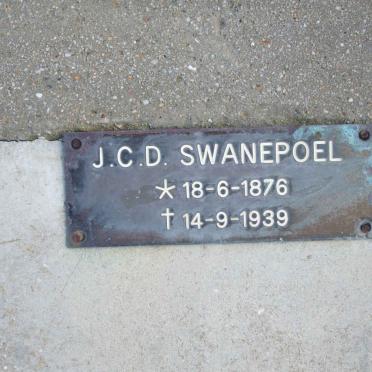 J.C.D. SWANEPOEL
* 18-6-1876
† 14-9-1939